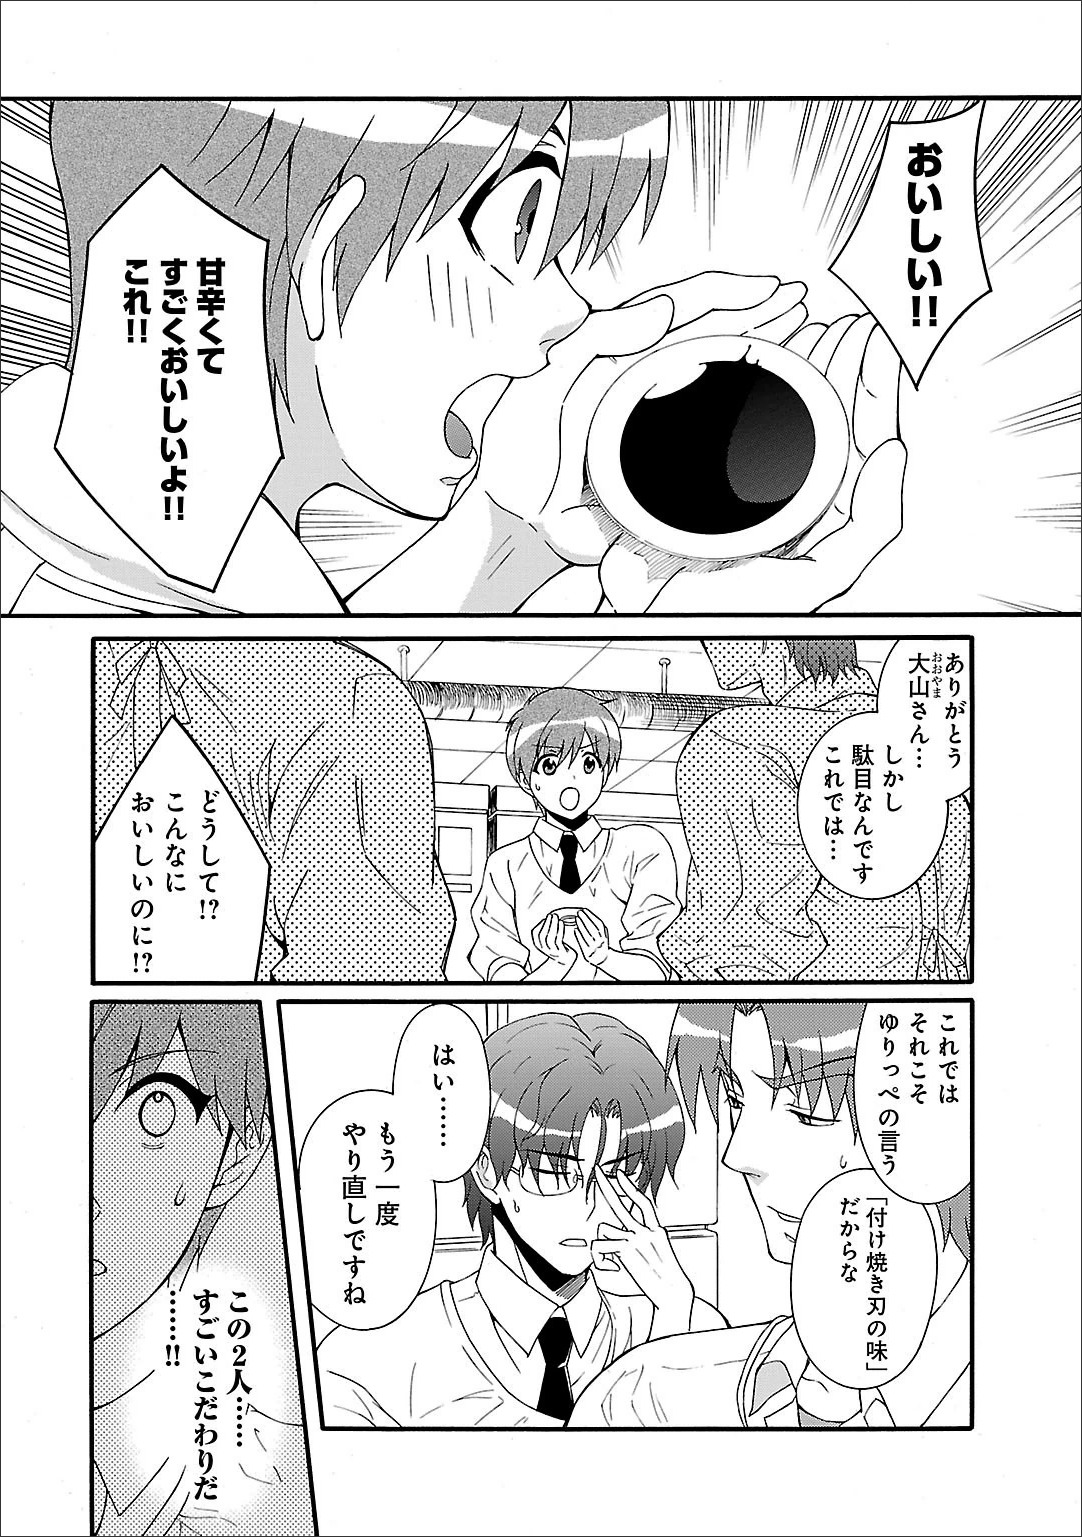 おいしい!!
甘辛くて
すごくおいしいよ!!
これ!!
ありがとう
大山さん…
おおやま
しかし
駄目なんです
これでは…
どうして!?
こんなに
おいしいのに!?
これでは
それこそ
ゆりっぺの言う
「付け焼き刃の味」
だからな
はい……
もう一度
やり直しですね
この2人……
すごいこだわりだ
……!!